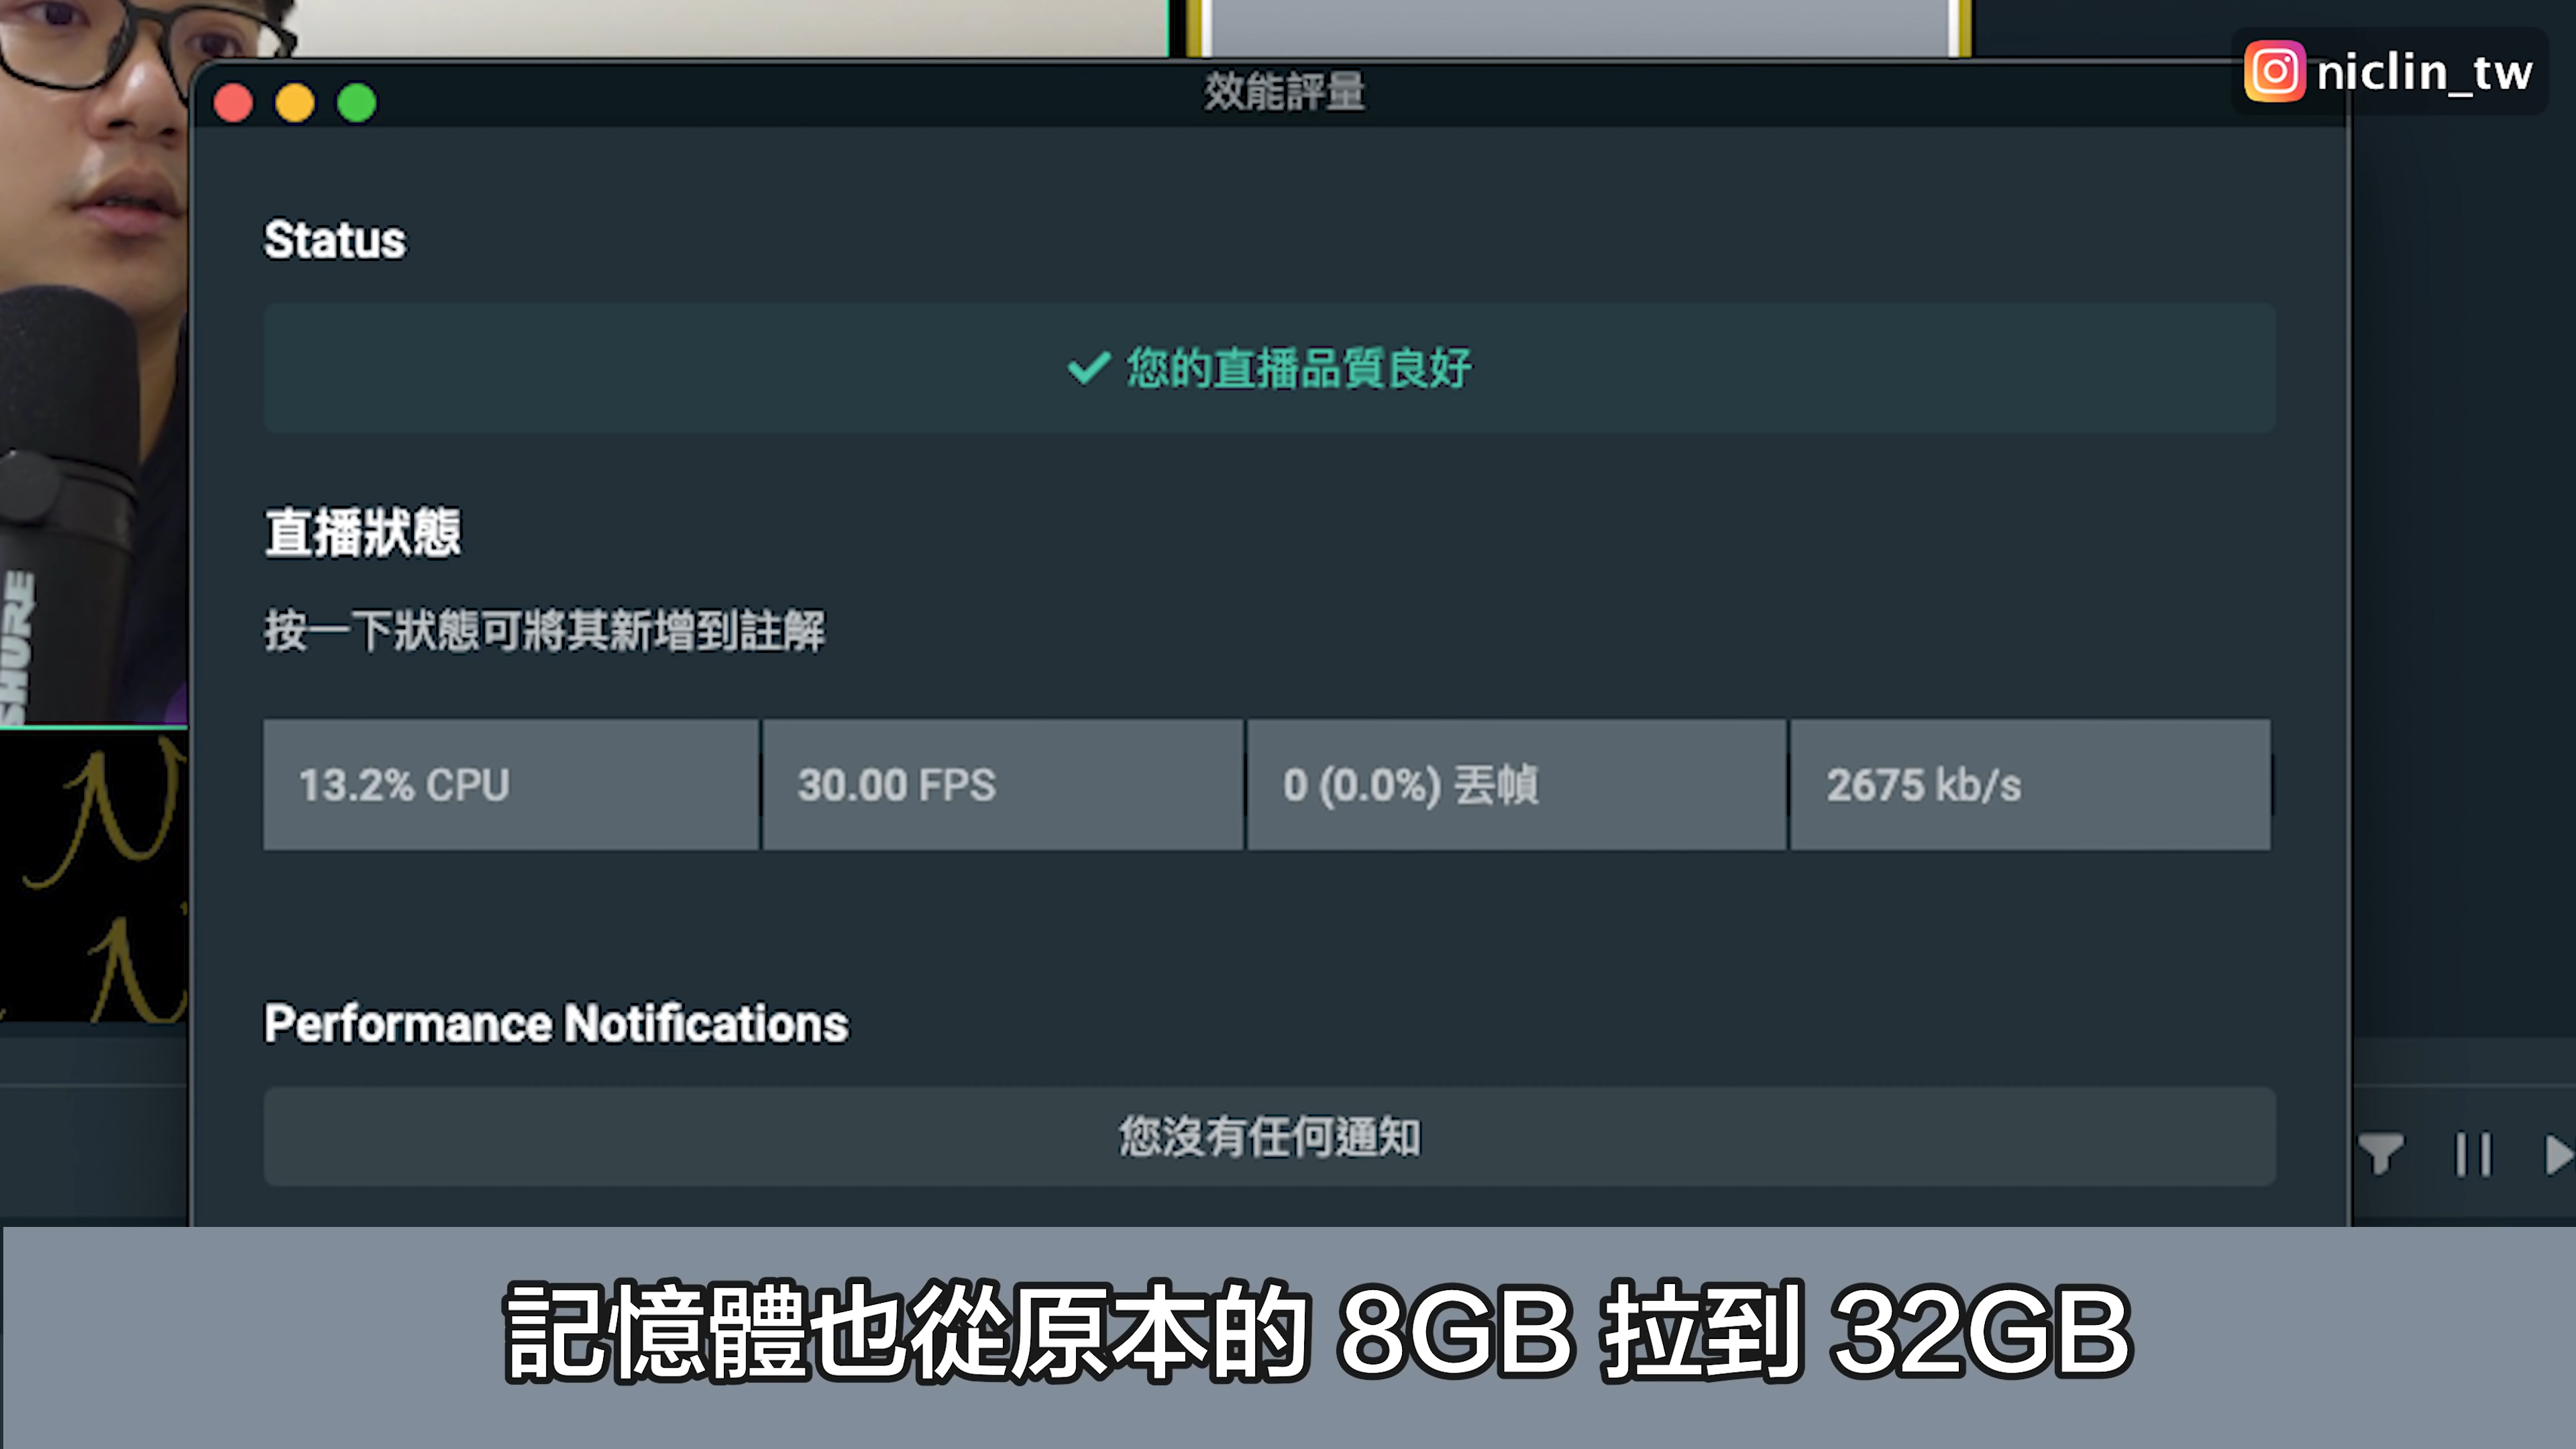 niclin_tw
效能評量
Status
您的直播品質良好
直播狀態
按一下狀態可將其新增到註解
13.2% CPU
30.00 FPS
0 (0.0%) 丟幀
2675 kb/s
Performance Notifications
您沒有任何通知
SHURE
記憶體也從原本的 8GB 拉到 32GB